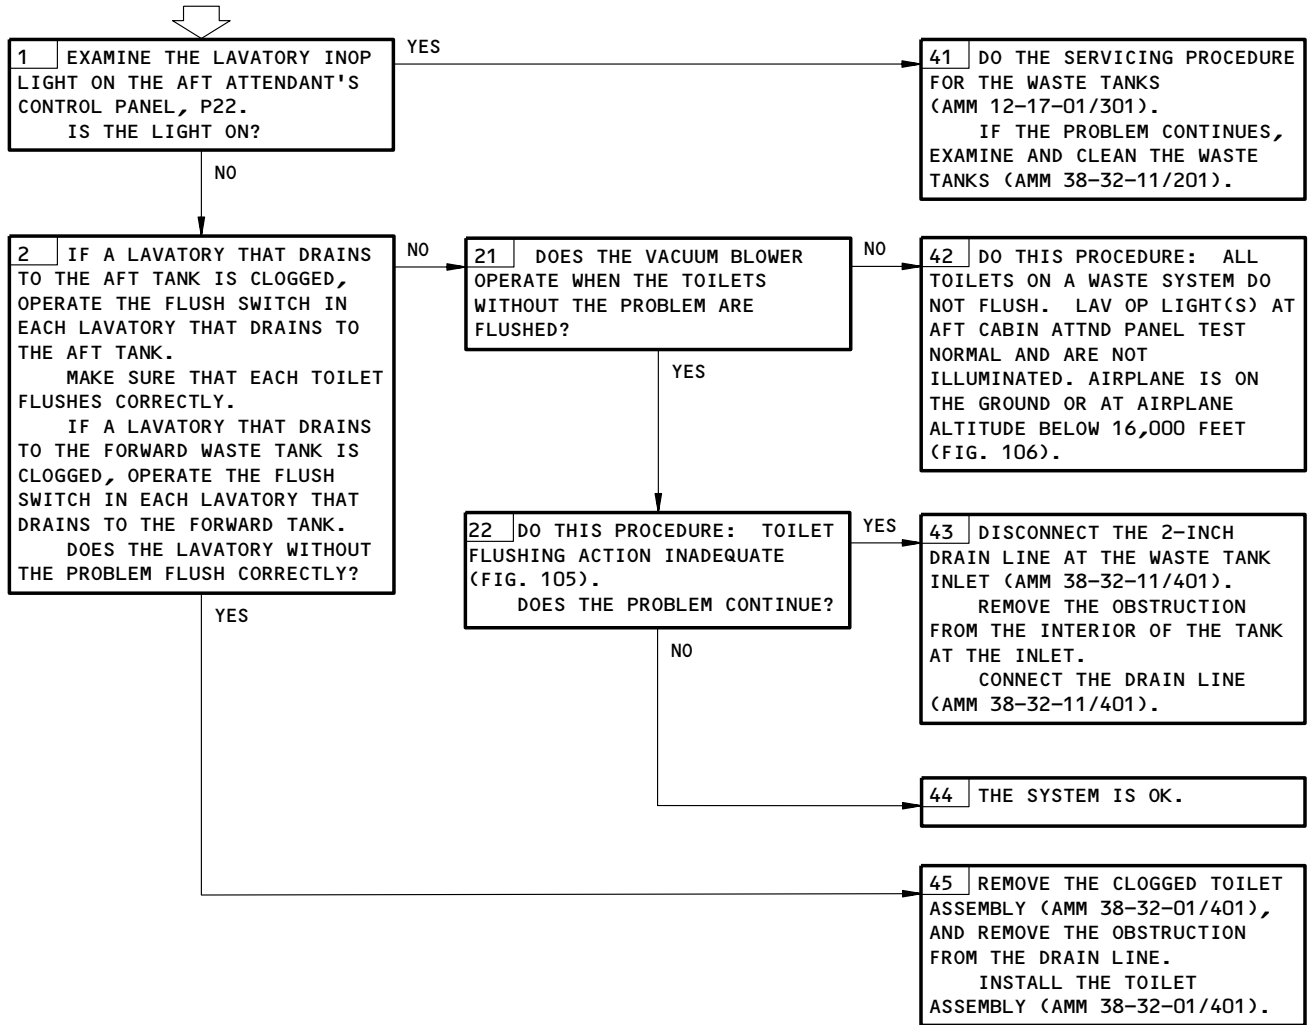 1 EXAMINE THE LAVATORY INOP
LIGHT ON THE AFT ATTENDANT'S
CONTROL PANEL, P22.
IS THE LIGHT ON?
YES
NO
41 DO THE SERVICING PROCEDURE
FOR THE WASTE TANKS
(AMM 12-17-01/301).
IF THE PROBLEM CONTINUES,
EXAMINE AND CLEAN THE WASTE
TANKS (AMM 38-32-11/201).
2 IF A LAVATORY THAT DRAINS
TO THE AFT TANK IS CLOGGED,
OPERATE THE FLUSH SWITCH IN
EACH LAVATORY THAT DRAINS TO
THE AFT TANK.
MAKE SURE THAT EACH TOILET
FLUSHES CORRECTLY.
IF A LAVATORY THAT DRAINS
TO THE FORWARD WASTE TANK IS
CLOGGED, OPERATE THE FLUSH
SWITCH IN EACH LAVATORY THAT
DRAINS TO THE FORWARD TANK.
DOES THE LAVATORY WITHOUT
THE PROBLEM FLUSH CORRECTLY?
NO
YES
21 DOES THE VACUUM BLOWER
OPERATE WHEN THE TOILETS
WITHOUT THE PROBLEM ARE
FLUSHED?
NO
YES
42 DO THIS PROCEDURE: ALL
TOILETS ON A WASTE SYSTEM DO
NOT FLUSH. LAV OP LIGHT(S) AT
AFT CABIN ATTND PANEL TEST
NORMAL AND ARE NOT
ILLUMINATED. AIRPLANE IS ON
THE GROUND OR AT AIRPLANE
ALTITUDE BELOW 16,000 FEET
(FIG. 106).
22 DO THIS PROCEDURE: TOILET
FLUSHING ACTION INADEQUATE
(FIG. 105).
DOES THE PROBLEM CONTINUE?
YES
NO
43 DISCONNECT THE 2-INCH
DRAIN LINE AT THE WASTE TANK
INLET (AMM 38-32-11/401).
REMOVE THE OBSTRUCTION
FROM THE INTERIOR OF THE TANK
AT THE INLET.
CONNECT THE DRAIN LINE
(AMM 38-32-11/401).
44 THE SYSTEM IS OK.
45 REMOVE THE CLOGGED TOILET
ASSEMBLY (AMM 38-32-01/401),
AND REMOVE THE OBSTRUCTION
FROM THE DRAIN LINE.
INSTALL THE TOILET
ASSEMBLY (AMM 38-32-01/401).